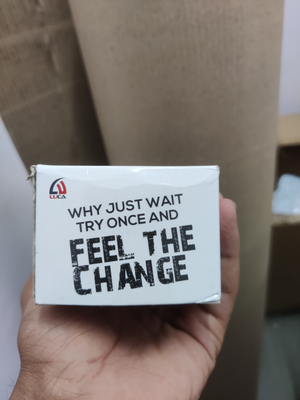 LUCA
WHY JUST WAIT
TRY ONCE AND
FEEL THE
CHANGE